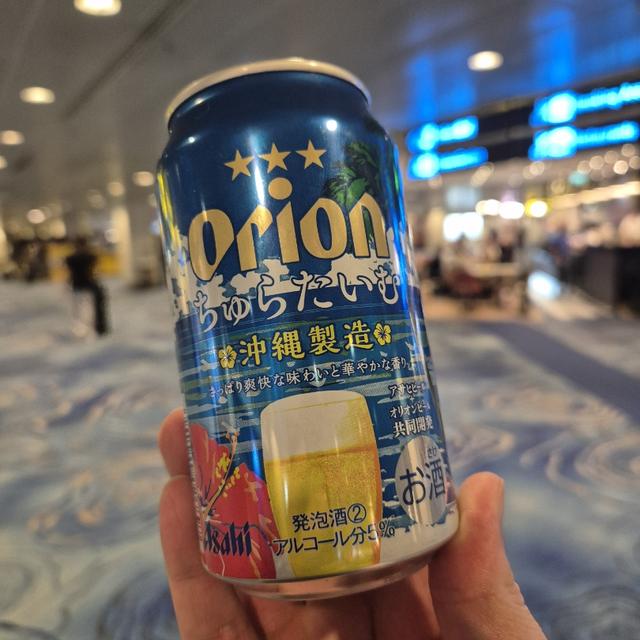 orion
ちゅらたいむ
沖縄製造
さっぱり爽快な味わいと華やかな香り
アサヒビール
オリオンビール
共同開発
さけ
お酒
Asahi
発泡酒②
アルコール分5%